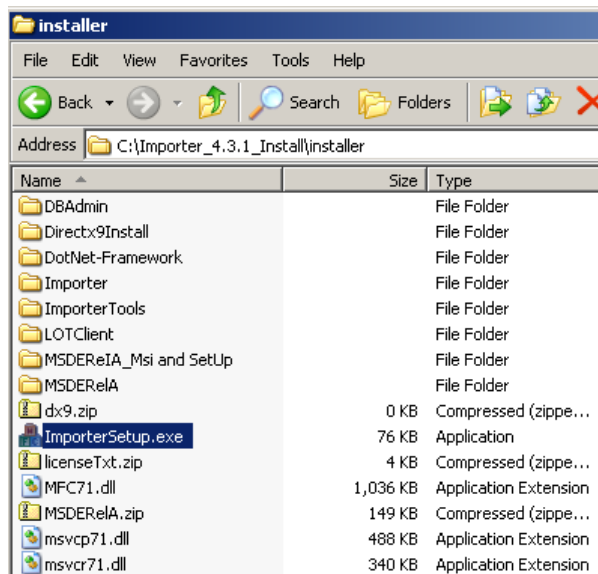 installer
File Edit View Favorites Tools Help
Back Search Folders
Address C:\Importer_4.3.1_Install\installer
Name Size Type
DBAdmin File Folder
Directx9Install File Folder
DotNet-Framework File Folder
Importer File Folder
ImporterTools File Folder
LOTClient File Folder
MSDEReIA_Msi and SetUp File Folder
MSDERelA File Folder
dx9.zip 0 KB Compressed (zippe...
ImporterSetup.exe 76 KB Application
licenseTxt.zip 4 KB Compressed (zippe...
MFC71.dll 1,036 KB Application Extension
MSDERelA.zip 149 KB Compressed (zippe...
msvcp71.dll 488 KB Application Extension
msvcr71.dll 340 KB Application Extension